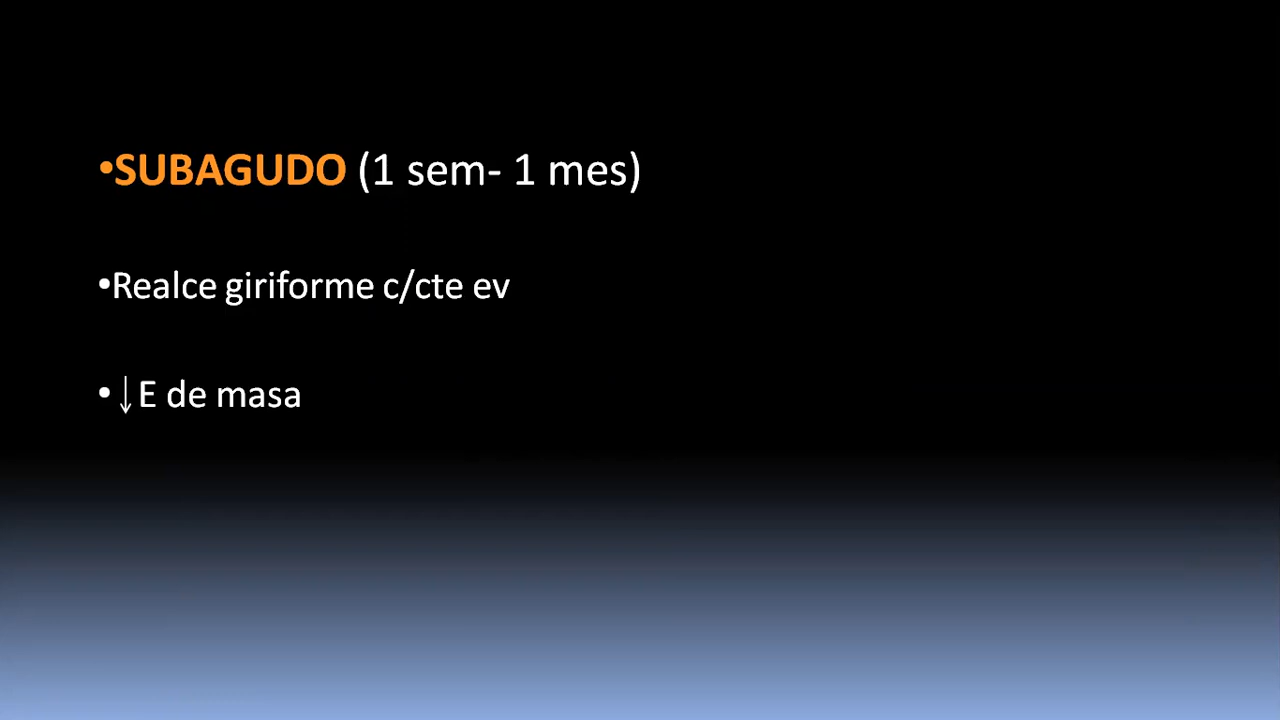 •SUBAGUDO (1 sem- 1 mes)
•Realce giriforme c/cte ev
•↓E de masa